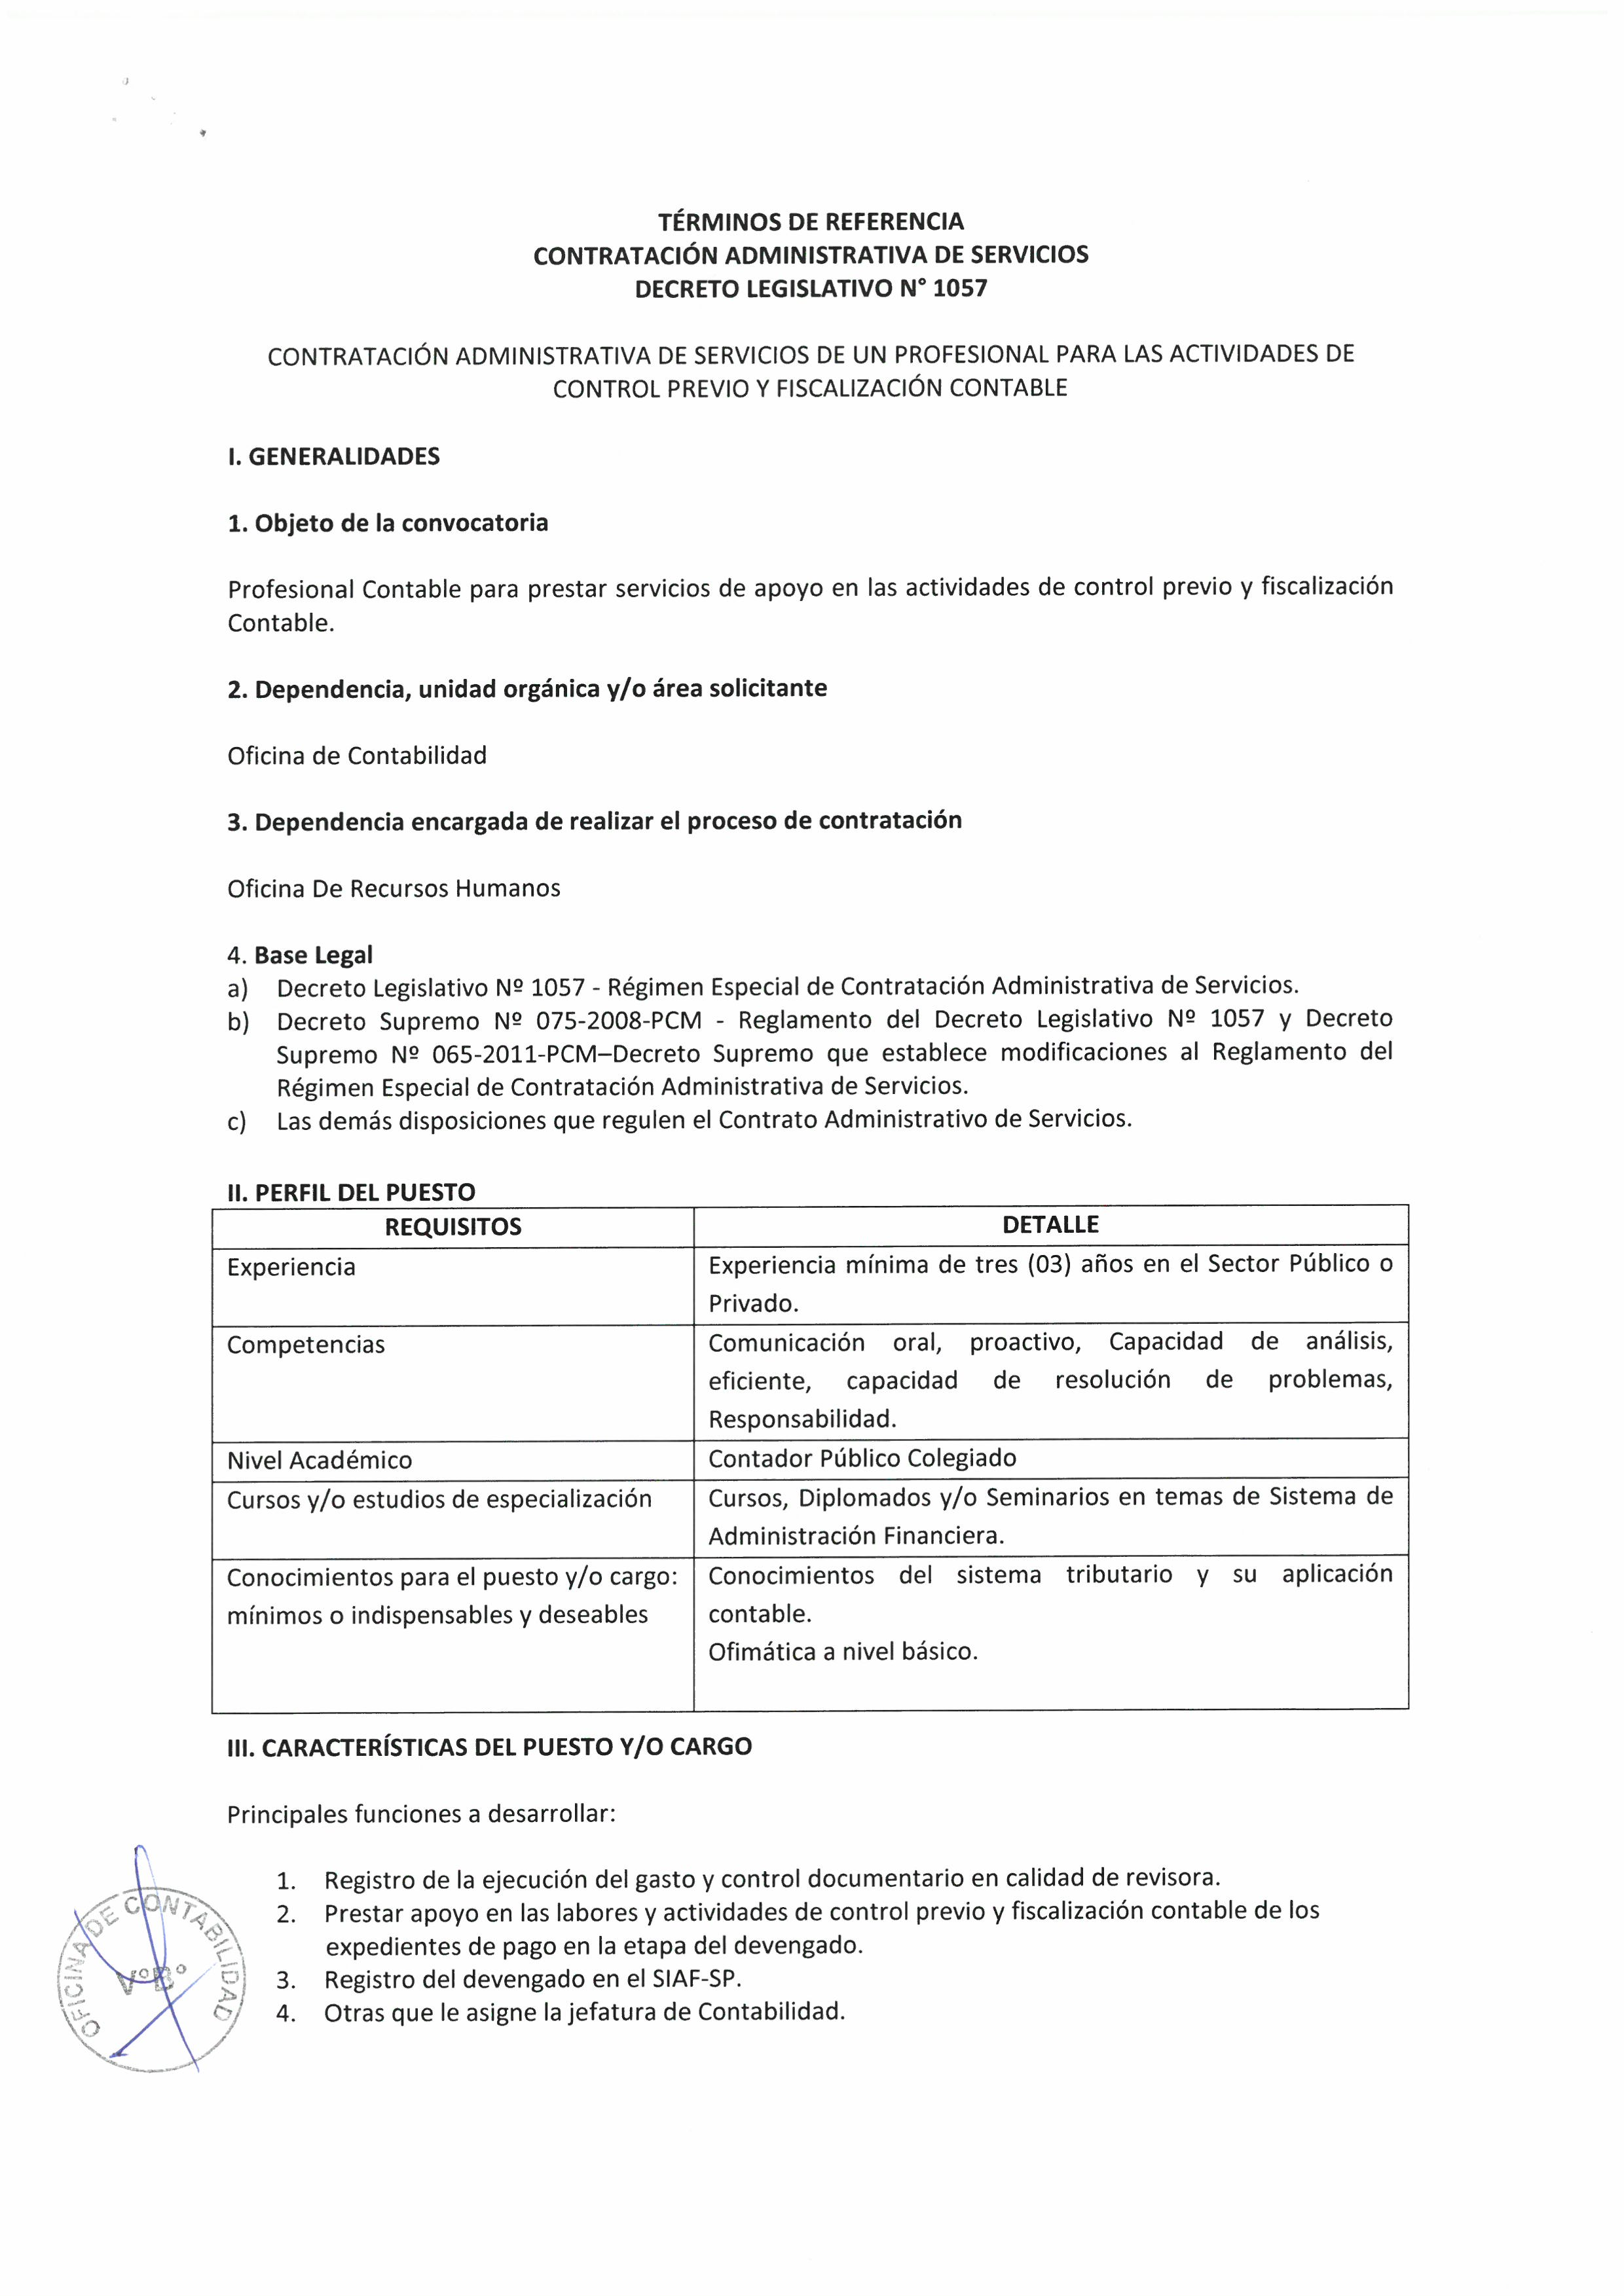 TÉRMINOS DE REFERENCIA
CONTRATACIÓN ADMINISTRATIVA DE SERVICIOS
DECRETO LEGISLATIVO N° 1057
CONTRATACIÓN ADMINISTRATIVA DE SERVICIOS DE UN PROFESIONAL PARA LAS ACTIVIDADES DE
CONTROL PREVIO Y FISCALIZACIÓN CONTABLE
I. GENERALIDADES
1. Objeto de la convocatoria
Profesional Contable para prestar servicios de apoyo en las actividades de control previo y fiscalización
Contable.
2. Dependencia, unidad orgánica y/o área solicitante
Oficina de Contabilidad
3. Dependencia encargada de realizar el proceso de contratación
Oficina De Recursos Humanos
4. Base Legal
a) Decreto Legislativo Nº 1057 - Régimen Especial de Contratación Administrativa de Servicios.
b) Decreto Supremo Nº 075-2008-PCM - Reglamento del Decreto Legislativo Nº 1057 y Decreto
Supremo Nº 065-2011-PCM–Decreto Supremo que establece modificaciones al Reglamento del
Régimen Especial de Contratación Administrativa de Servicios.
c) Las demás disposiciones que regulen el Contrato Administrativo de Servicios.
II. PERFIL DEL PUESTO
REQUISITOS DETALLE
Experiencia Experiencia mínima de tres (03) años en el Sector Público o
Privado.
Competencias Comunicación oral, proactivo, Capacidad de análisis,
eficiente, capacidad de resolución de problemas,
Responsabilidad.
Nivel Académico Contador Público Colegiado
Cursos y/o estudios de especialización Cursos, Diplomados y/o Seminarios en temas de Sistema de
Administración Financiera.
Conocimientos para el puesto y/o cargo: Conocimientos del sistema tributario y su aplicación
mínimos o indispensables y deseables contable.
Ofimática a nivel básico.
III. CARACTERÍSTICAS DEL PUESTO Y/O CARGO
Principales funciones a desarrollar:
1. Registro de la ejecución del gasto y control documentario en calidad de revisora.
2. Prestar apoyo en las labores y actividades de control previo y fiscalización contable de los
expedientes de pago en la etapa del devengado.
3. Registro del devengado en el SIAF-SP.
4. Otras que le asigne la jefatura de Contabilidad.
OFICINA DE CONTABILIDAD
V°B°